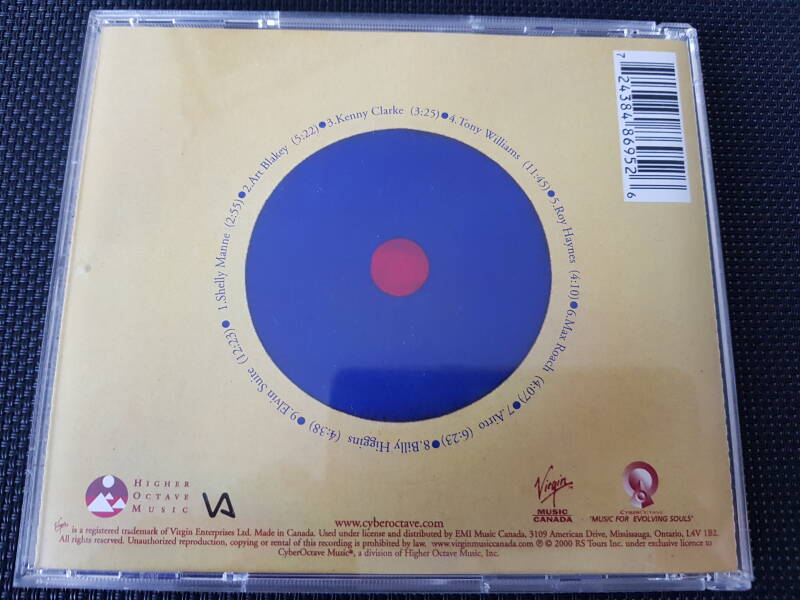 1.Shelly Manne (2:55)●2.Art Blakey (5:22)●3.Kenny Clarke (3:25)●4.Tony Williams (11:45)●5.Roy Haynes (4:10)●6.Max Roach (4:07)●7.Airto (6:23)●8.Billy Higgins (4:38)●9.Elvin Suite (12:23)●
7 24384 86952 6
HIGHER
OCTAVE
MUSIC
VA
Virgin
MUSIC
CANADA
CYBEROCTAVE
"MUSIC FOR EVOLVING SOULS"
www.cyberoctave.com
Virgin is a registered trademark of Virgin Enterprises Ltd. Made in Canada. Used under license and distributed by EMI Music Canada, 3109 American Drive, Mississauga, Ontario, L4V 1B2.
All rights reserved. Unauthorized reproduction, copying or rental of this recording is prohibited by law. www.virginmusiccanada.com ℗ © 2000 RS Tours Inc. under exclusive licence to
CyberOctave Music®, a division of Higher Octave Music, Inc.